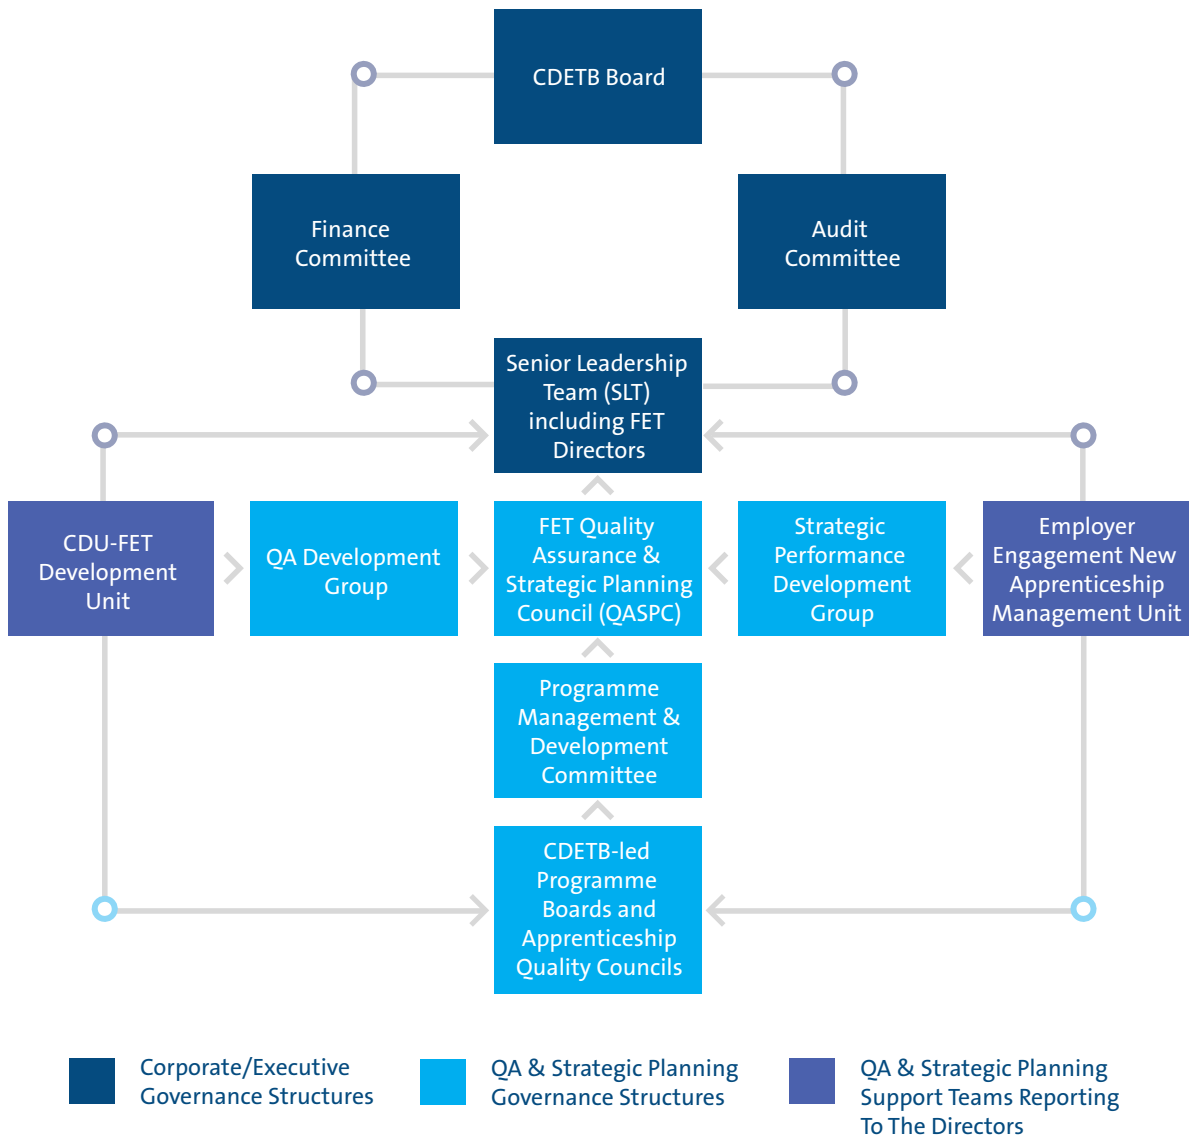 CDETB Board
Finance
Committee
Audit
Committee
Senior Leadership
Team (SLT)
including FET
Directors
CDU-FET
Development
Unit
QA Development
Group
FET Quality
Assurance &
Strategic Planning
Council (QASPC)
Strategic
Performance
Development
Group
Employer
Engagement New
Apprenticeship
Management Unit
Programme
Management &
Development
Committee
CDETB-led
Programme
Boards and
Apprenticeship
Quality Councils
Corporate/Executive
Governance Structures
QA & Strategic Planning
Governance Structures
QA & Strategic Planning
Support Teams Reporting
To The Directors